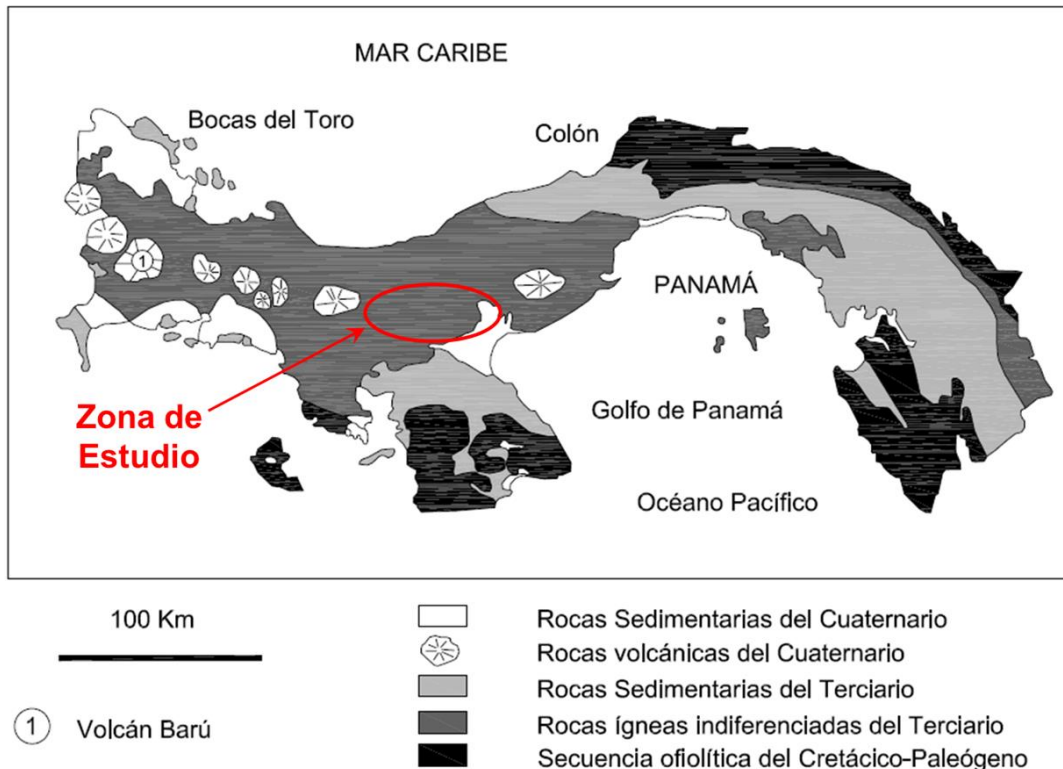 MAR CARIBE
Bocas del Toro
Colón
1
PANAMÁ
Zona de
Estudio
Golfo de Panamá
Océano Pacífico
100 Km
1 Volcán Barú
Rocas Sedimentarias del Cuaternario
Rocas volcánicas del Cuaternario
Rocas Sedimentarias del Terciario
Rocas ígneas indiferenciadas del Terciario
Secuencia ofiolítica del Cretácico-Paleógeno